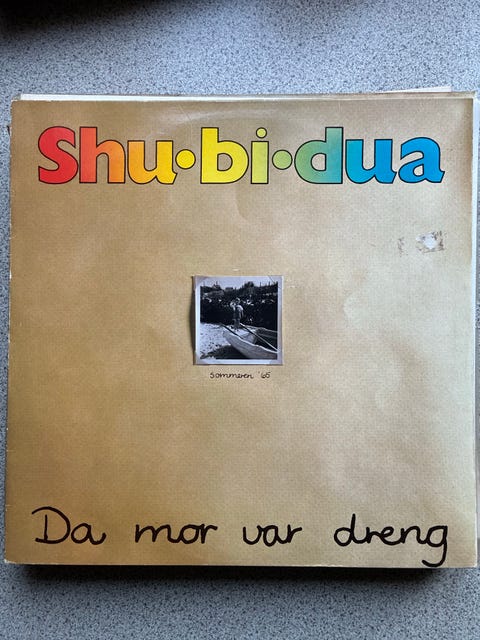 Shu•bi•dua
sommeren '65
Da mor var dreng